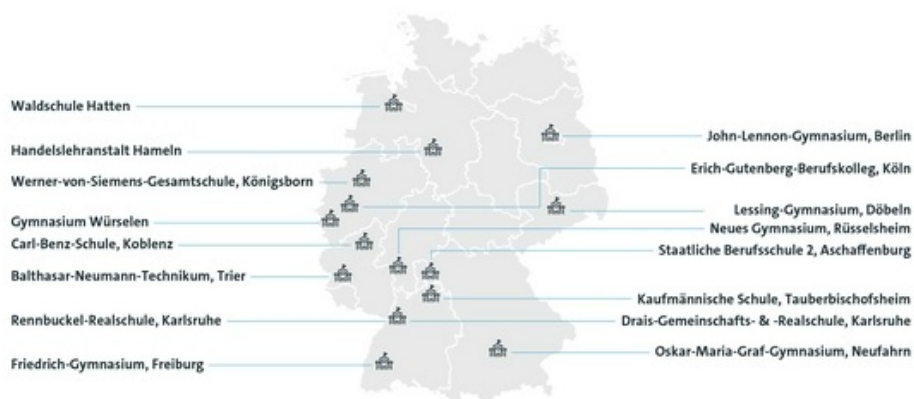 Waldschule Hatten
Handelslehranstalt Hameln
Werner-von-Siemens-Gesamtschule, Königsborn
Gymnasium Würselen
Carl-Benz-Schule, Koblenz
Balthasar-Neumann-Technikum, Trier
Rennbuckel-Realschule, Karlsruhe
Friedrich-Gymnasium, Freiburg
John-Lennon-Gymnasium, Berlin
Erich-Gutenberg-Berufskolleg, Köln
Lessing-Gymnasium, Döbeln
Neues Gymnasium, Rüsselsheim
Staatliche Berufsschule 2, Aschaffenburg
Kaufmännische Schule, Tauberbischofsheim
Drais-Gemeinschafts- & -Realschule, Karlsruhe
Oskar-Maria-Graf-Gymnasium, Neufahrn